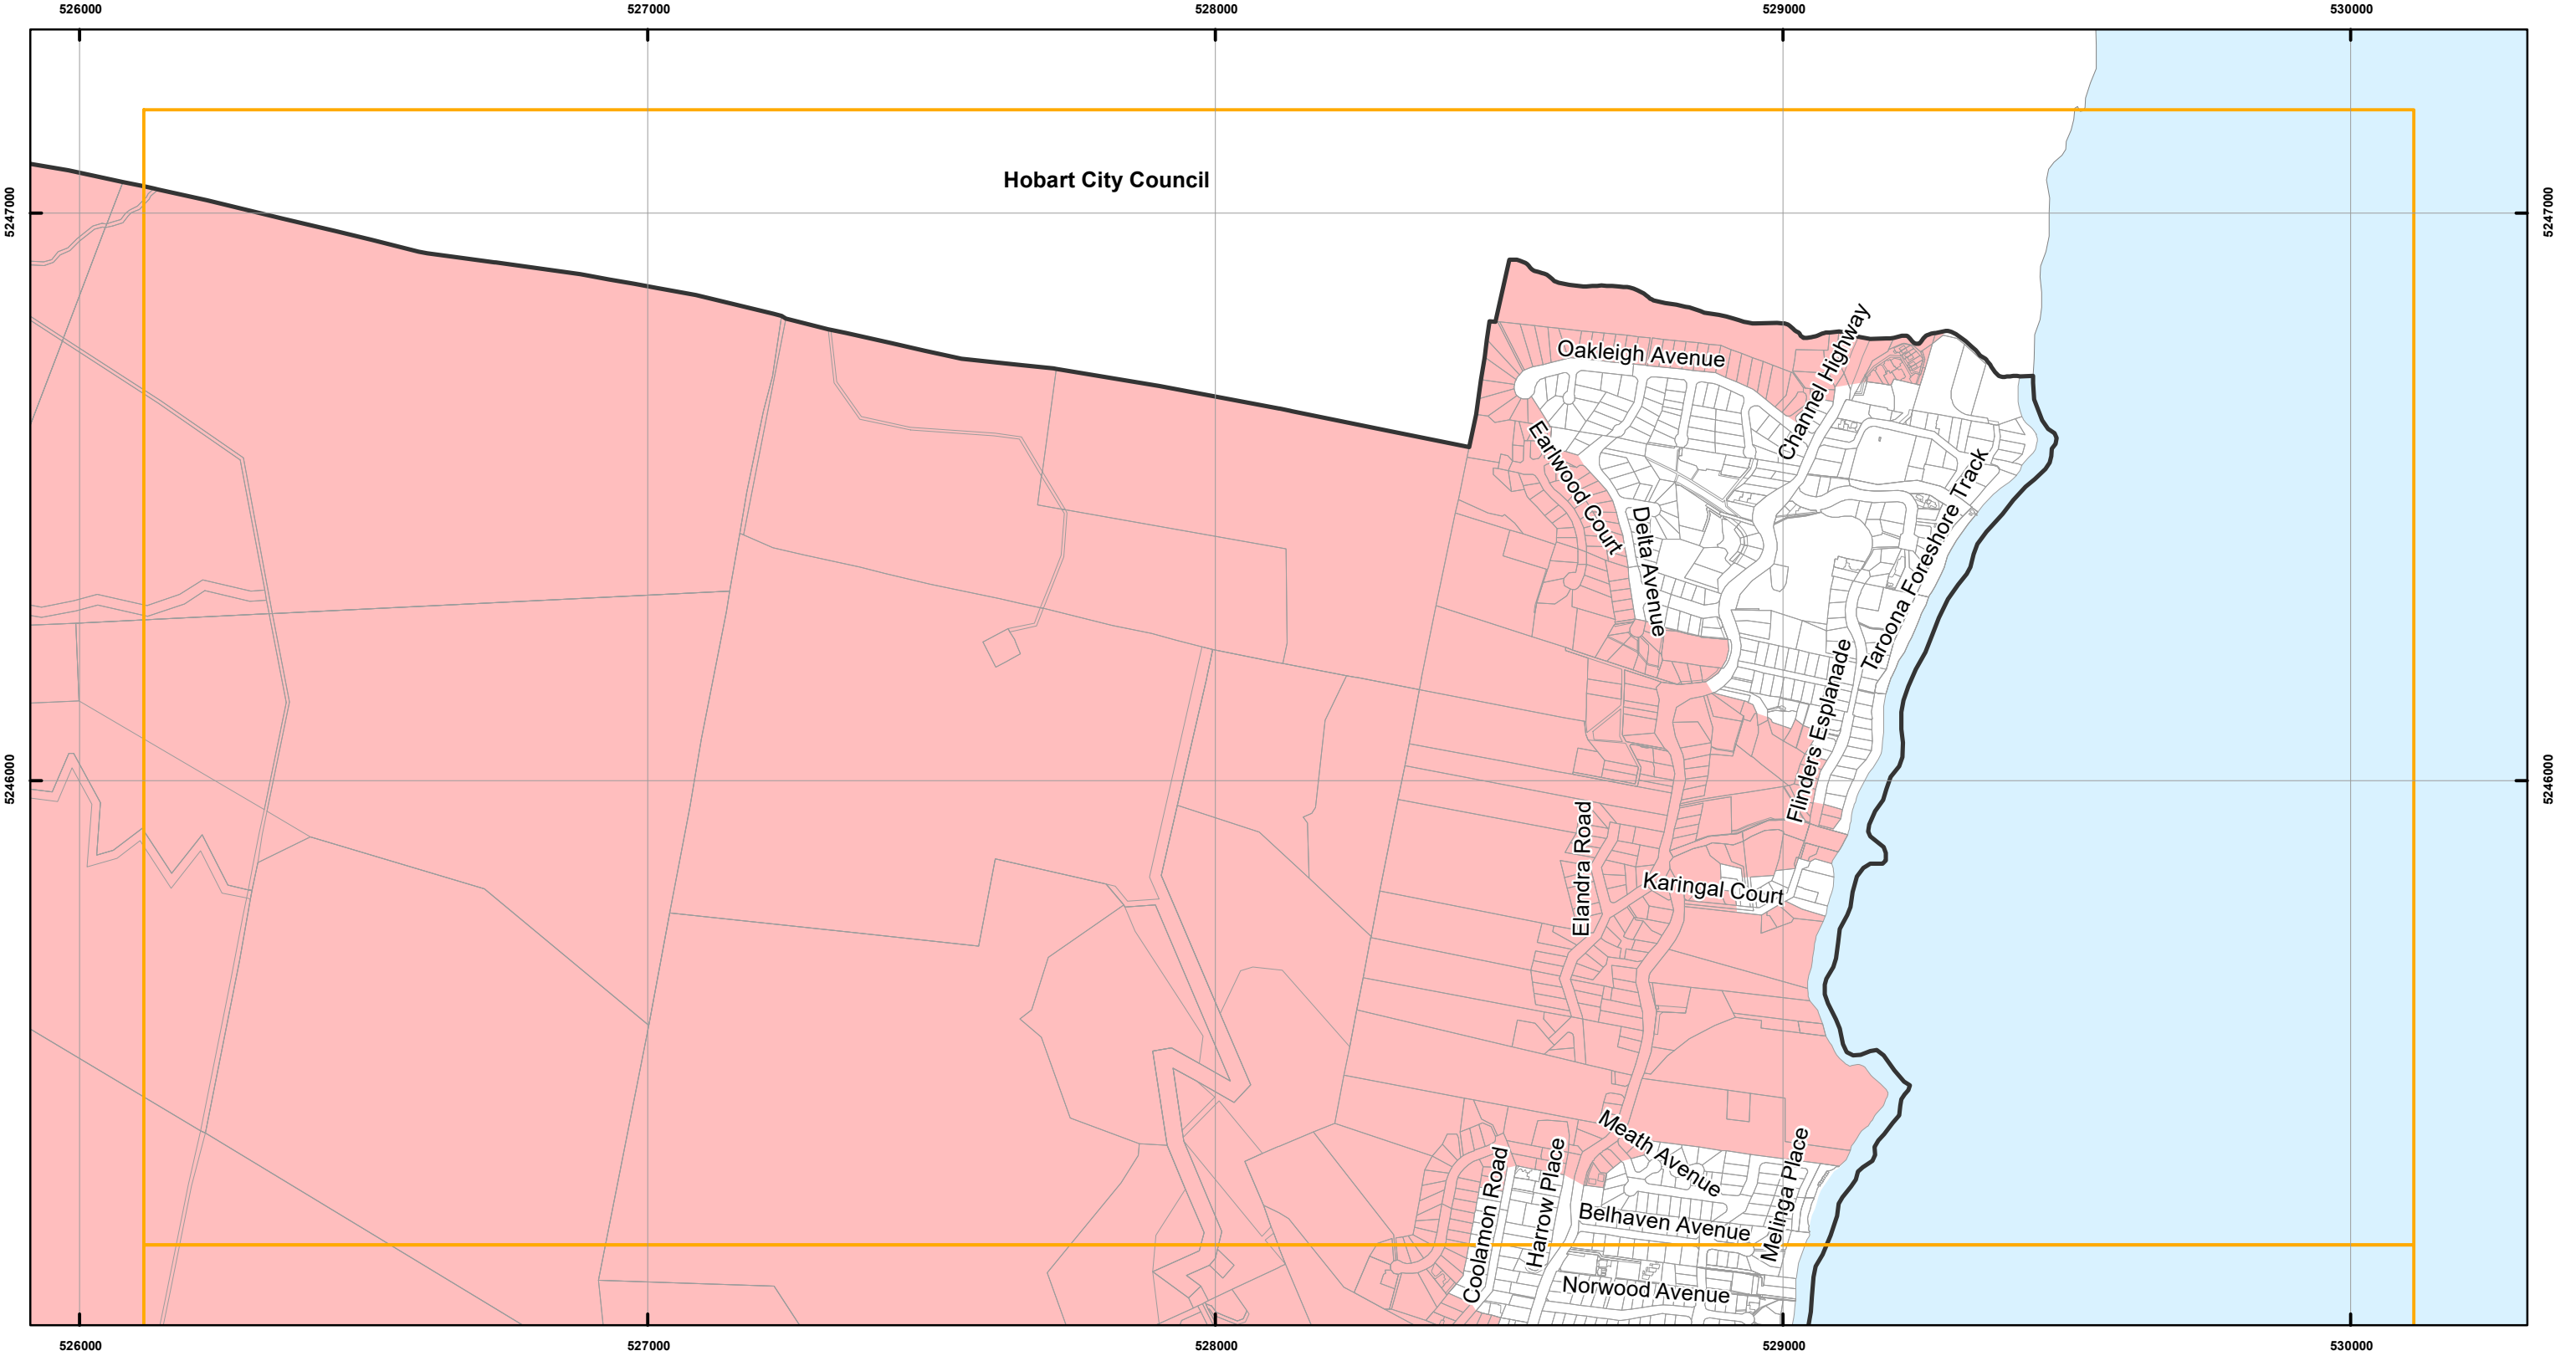 526000
527000
528000
529000
530000
Hobart City Council
5247000
5247000
Oakleigh Avenue
Channel Highway
Earlwood Court
Delta Avenue
Taroona Foreshore Track
Flinders Esplanade
5246000
5246000
Elandra Road
Karingal Court
Meath Avenue
Melinga Place
Harrow Place
Coolamon Road
Belhaven Avenue
Norwood Avenue
526000
527000
528000
529000
530000